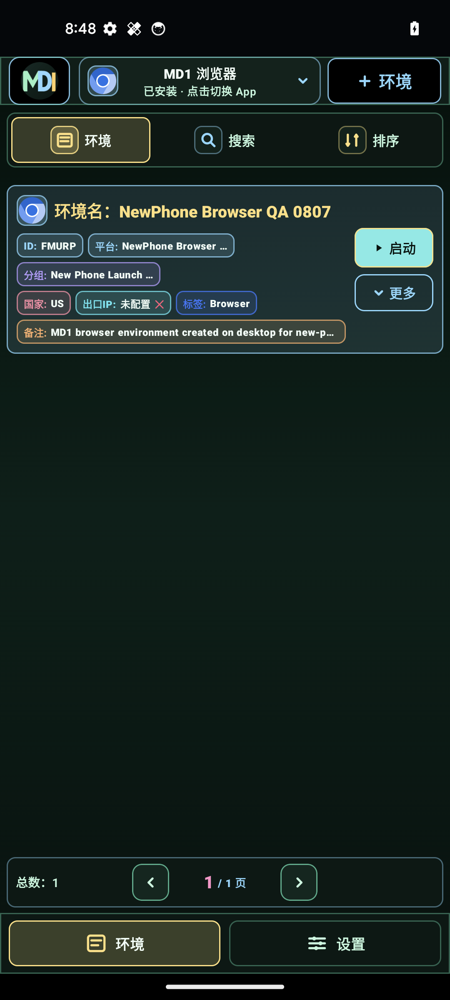 8:48
MDI
MD1 浏览器
已安装 · 点击切换 App
+ 环境
环境
搜索
排序
环境名：NewPhone Browser QA 0807
ID: FMURP
平台: NewPhone Browser ...
启动
分组: New Phone Launch ...
更多
国家: US
出口IP: 未配置
标签: Browser
备注: MD1 browser environment created on desktop for new-p...
总数：1
1 / 1 页
环境
设置